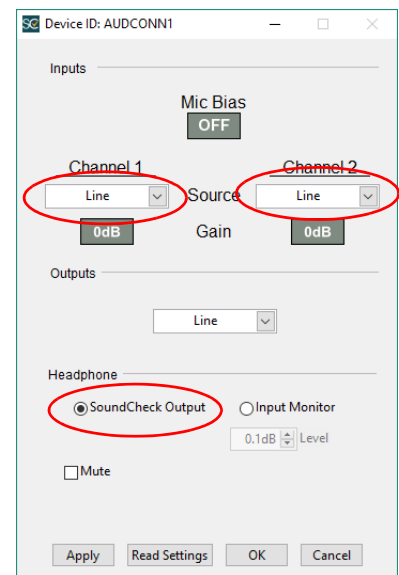 SC Device ID: AUDCONN1
Inputs
Mic Bias
OFF
Channel 1 Channel 2
Line Source Line
0dB Gain 0dB
Outputs
Line
Headphone
SoundCheck Output Input Monitor
0.1dB Level
Mute
Apply Read Settings OK Cancel